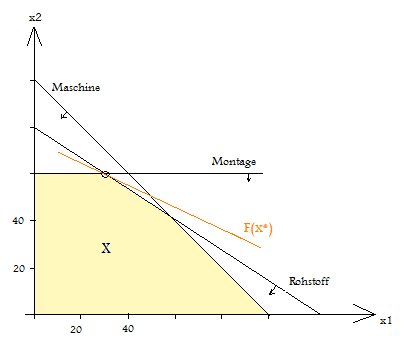 x2
Maschine
Montage
40
F(x*)
X
20
Rohstoff
x1
20
40